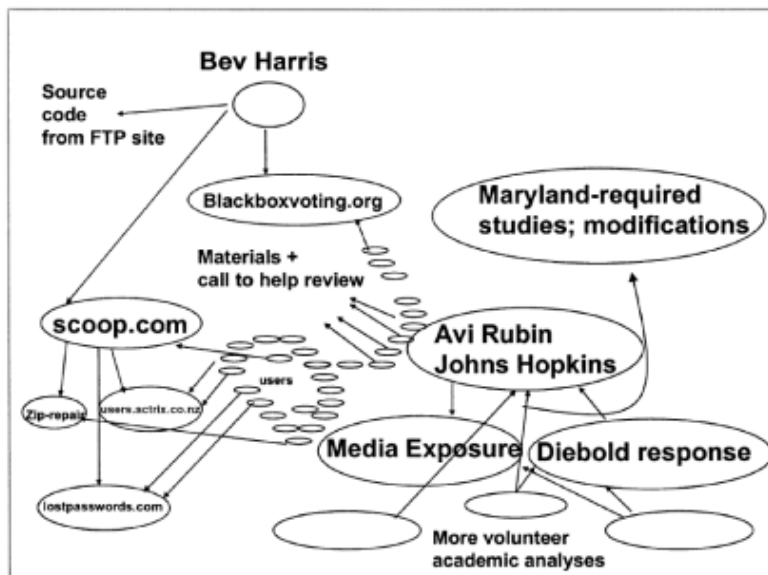 Bev Harris
Source
code
from FTP site
Blackboxvoting.org
Maryland-required
studies; modifications
Materials +
call to help review
scoop.com
Avi Rubin
Johns Hopkins
users
Zip-repair
users.actrix.co.nz
Media Exposure
Diebold response
lostpasswords.com
More volunteer
academic analyses